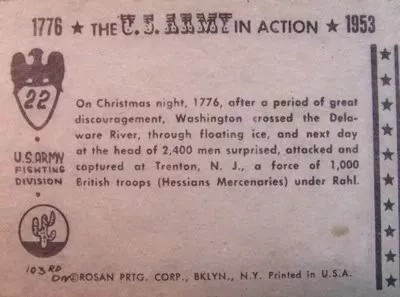 1776 ★ THE U.S. ARMY IN ACTION ★ 1953
22
On Christmas night, 1776, after a period of great
discouragement, Washington crossed the Dela-
ware River, through floating ice, and next day
at the head of 2,400 men surprised, attacked and
captured at Trenton, N. J., a force of 1,000
British troops (Hessians Mercenaries) under Rahl.
U.S. ARMY
FIGHTING
DIVISION
103RD
DIV
©ROSAN PRTG. CORP., BKLYN., N.Y. Printed in U.S.A.